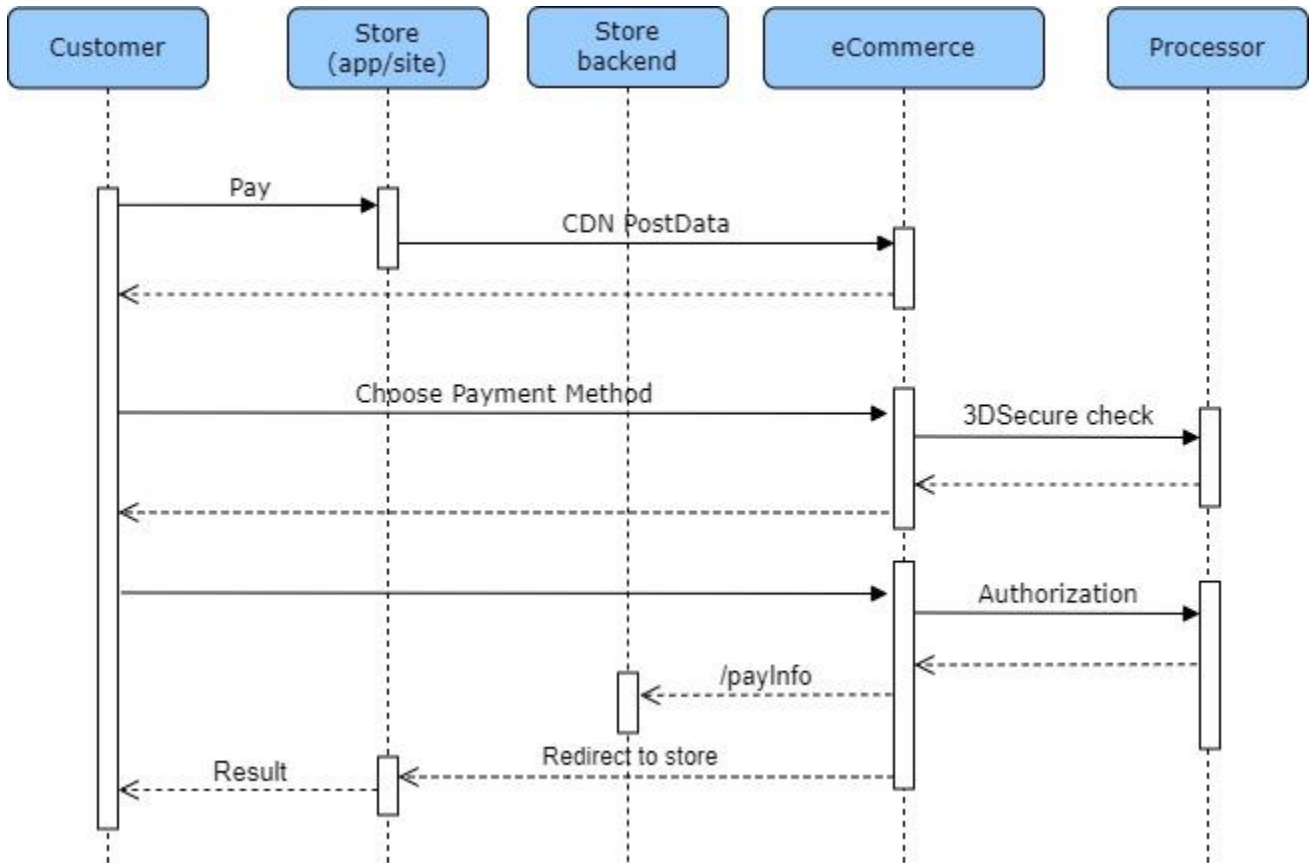 Customer
Store
(app/site)
Store
backend
eCommerce
Processor
Pay
CDN PostData
Choose Payment Method
3DSecure check
Authorization
/payInfo
Redirect to store
Result